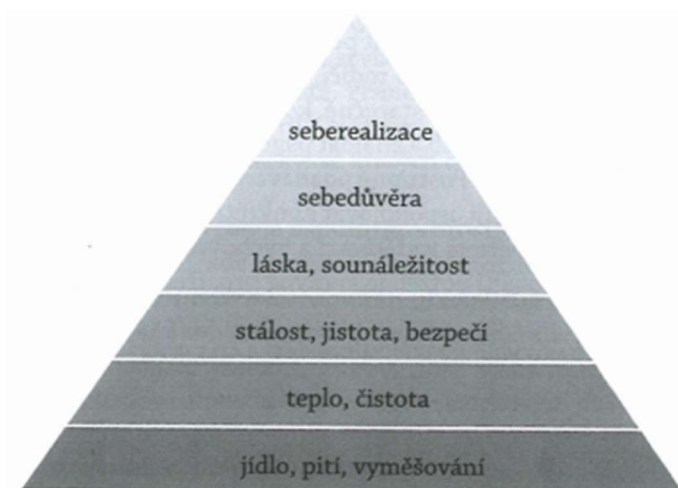 seberealizace
sebedůvěra
láska, sounáležitost
stálost, jistota, bezpečí
teplo, čistota
jídlo, pití, vyměšování